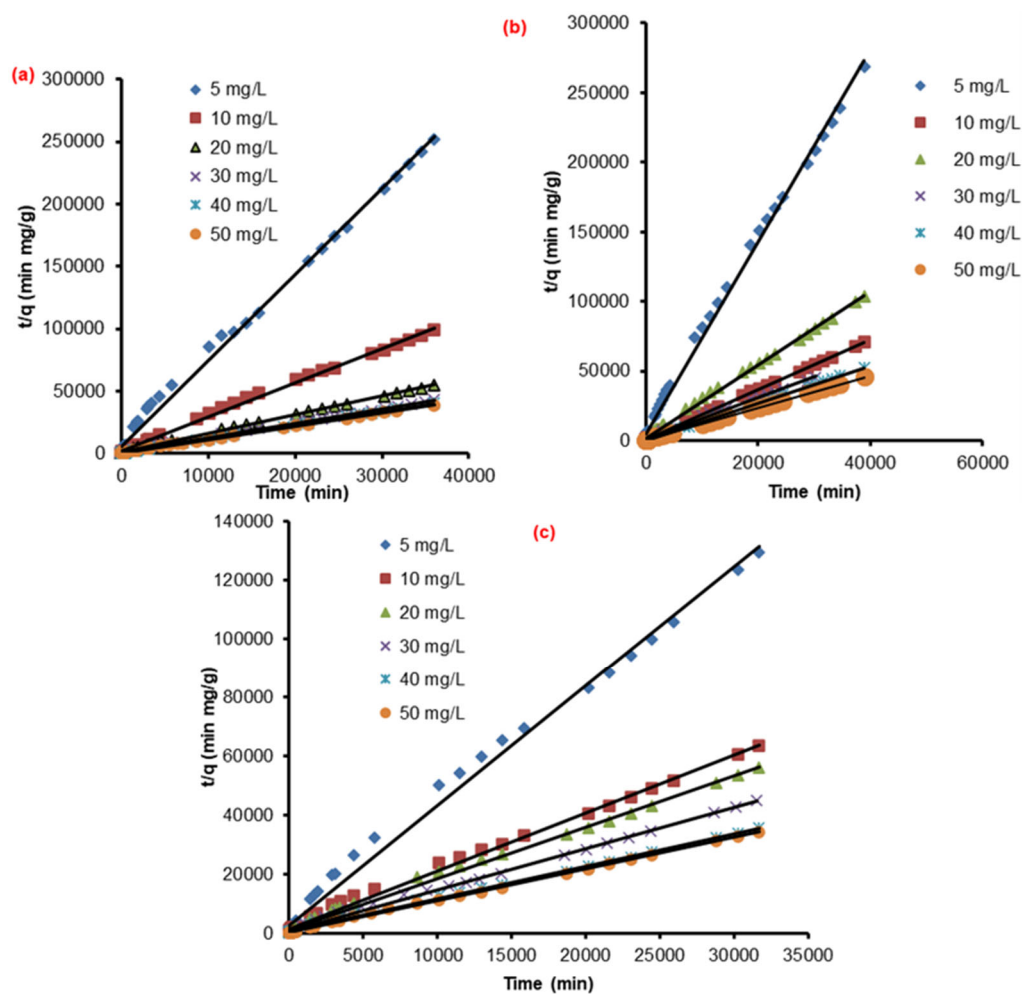 (a)
t/q (min mg/g)
300000
250000
200000
150000
100000
50000
0
5 mg/L
10 mg/L
20 mg/L
30 mg/L
40 mg/L
50 mg/L
0 10000 20000 30000 40000
Time (min)
(b)
t/q (min mg/g)
300000
250000
200000
150000
100000
50000
0
5 mg/L
10 mg/L
20 mg/L
30 mg/L
40 mg/L
50 mg/L
0 20000 40000 60000
Time (min)
(c)
t/q (min mg/g)
140000
120000
100000
80000
60000
40000
20000
0
5 mg/L
10 mg/L
20 mg/L
30 mg/L
40 mg/L
50 mg/L
0 5000 10000 15000 20000 25000 30000 35000
Time (min)